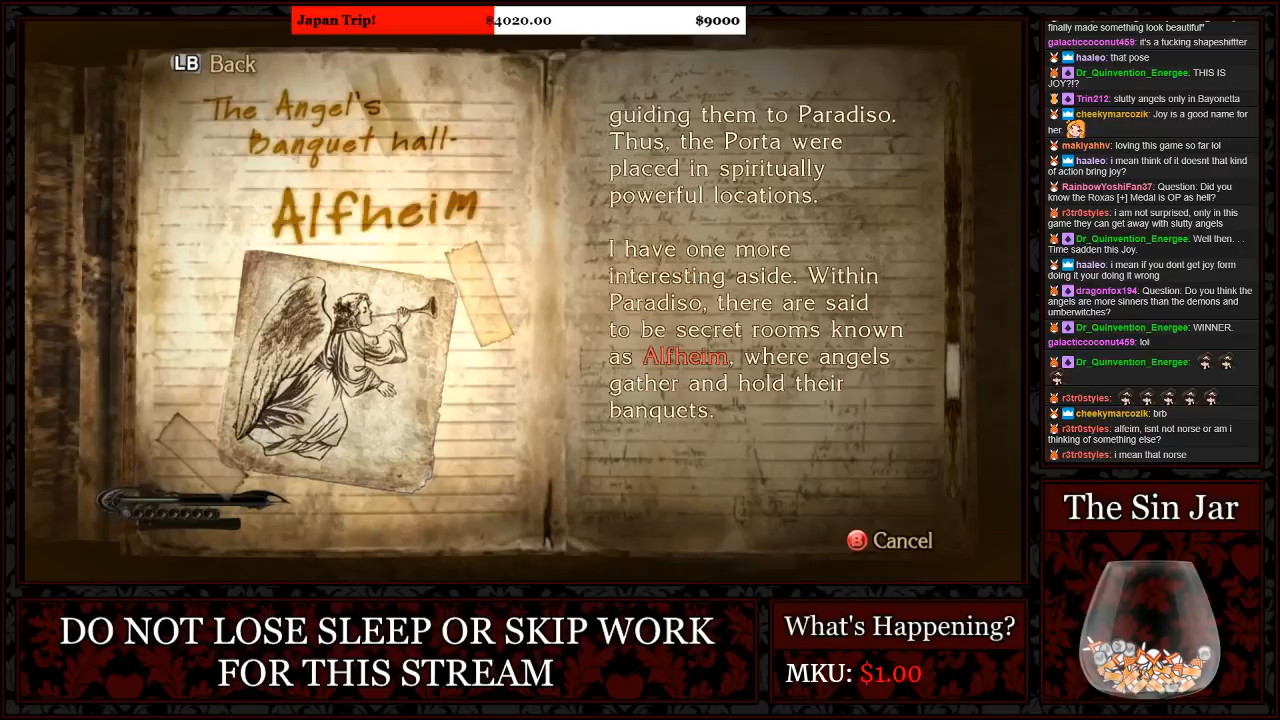 Japan Trip!
$4020.00
$9000
LB Back
The Angel's
Banquet hall-
Alfheim
guiding them to Paradiso.
Thus, the Porta were
placed in spiritually
powerful locations.
I have one more
interesting aside. Within
Paradiso, there are said
to be secret rooms known
as Alfheim, where angels
gather and hold their
banquets.
B Cancel
finally made something look beautiful"
galacticcoconut459: it's a fucking shapeshiftter
haaleo: that pose
Dr_Quinvention_Energee: THIS IS
JOY?!?
Trin212: slutty angels only in Bayonetta
cheekymarcozik: Joy is a good name for
her.
makiyahhv: loving this game so far lol
haaleo: i mean think of it doesnt that kind
of action bring joy?
RainbowYoshiFan37: Question: Did you
know the Roxas [+] Medal is OP as hell?
r3tr0styles: i am not surprised, only in this
game they can get away with slutty angels
Dr_Quinvention_Energee: Well then. . .
Time sadden this Joy.
haaleo: i mean if you dont get joy form
doing it your doing it wrong
dragonfox194: Question: Do you think the
angels are more sinners than the demons and
umberwitches?
Dr_Quinvention_Energee: WINNER.
galacticcoconut459: lol
Dr_Quinvention_Energee:
r3tr0styles:
cheekymarcozik: brb
r3tr0styles: alfeim, isnt not norse or am i
thinking of something else?
r3tr0styles: i mean that norse
The Sin Jar
DO NOT LOSE SLEEP OR SKIP WORK
FOR THIS STREAM
What's Happening?
MKU: $1.00